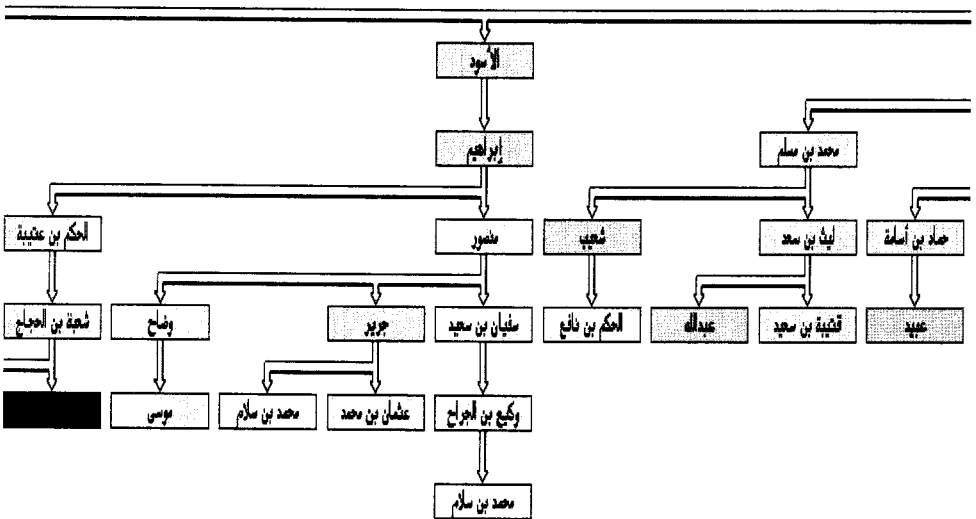 الأسود
محمد بن مسلم
إبراهيم
حماد بن أسامة
ليث بن سعد
شعيب
منصور
الحكم بن عتيبة
عبيد
قتيبة بن سعيد
عبدالله
الحكم بن نافع
سفيان بن سعيد
جرير
وضاح
شعبة بن الحجاج
وكيع بن الجراح
عثمان بن محمد
محمد بن سلام
موسى
محمد بن سلام